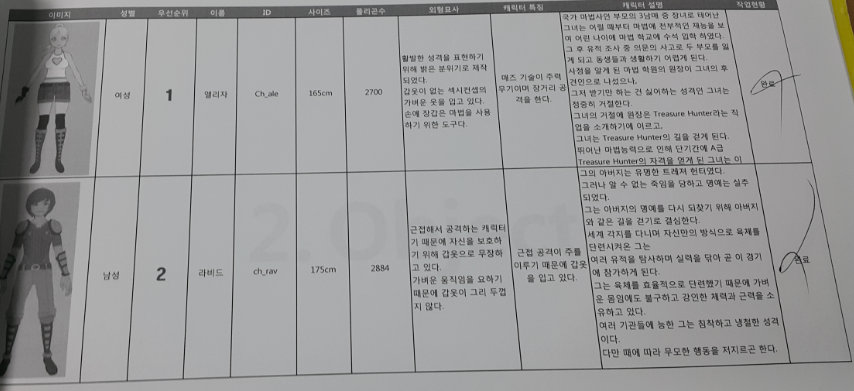 이미지 성별 우선순위 이름 ID 사이즈 폴리곤수 외형묘사 캐릭터 특징 캐릭터 설명 작업현황
여성
1
앨리자
Ch_ale
165cm
2700
활발한 성격을 표현하기
위해 밝은 분위기로 제작
되었다.
갑옷이 없는 섹시컨셉의
가벼운 옷을 입고 있다.
손에 장갑은 마법을 사용
하기 위한 도구다.
매즈 기술이 주력
무기이며 장거리 공
격을 한다.
국가 마법사인 부모의 3남매 중 장녀로 태어난
그녀는 어릴 때부터 마법에 천부적인 재능을 보
여 어린 나이에 마법 학교에 수석 입학 하였다.
그 후 유적 조사 중 의문의 사고로 두 부모를 잃
게 되고 동생들과 생활하기 어렵게 된다.
사정을 알게 된 마법 학원의 원장이 그녀의 후
견인으로 나섰으나,
그저 받기만 하는 건 싫어하는 성격인 그녀는
정중히 거절한다.
그녀의 거절에 원장은 Treasure Hunter라는 직
업을 소개하기에 이르고,
그녀는 Treasure Hunter의 길을 걷게 된다.
뛰어난 마법능력으로 인해 단기간에 A급
Treasure Hunter의 자격을 얻게 된 그녀는 이
완료
남성
2
라비드
ch_rav
175cm
2884
근접해서 공격하는 캐릭터
기 때문에 자신을 보호하
기 위해 갑옷으로 무장하
고 있다.
가벼운 움직임을 요하기
때문에 갑옷이 그리 두껍
지 않다.
근접 공격이 주를
이루기 때문에 갑옷
을 입고 있다.
그의 아버지는 유명한 트레져 헌터였다.
그러나 알 수 없는 죽임을 당하고 명예는 실추
되었다.
그는 아버지의 명예를 다시 되찾기 위해 아버지
와 같은 길을 걷기로 결심한다.
세계 각지를 다니며 자신만의 방식으로 육체를
단련시켜온 그는
여러 유적을 탐사하며 실력을 닦아 곧 이 경기
에 참가하게 된다.
그는 육체를 효율적으로 단련했기 때문에 가벼
운 몸임에도 불구하고 강인한 체력과 근력을 소
유하고 있다.
여러 기관들에 능한 그는 침착하고 냉철한 성격
이다.
다만 때에 따라 무모한 행동을 저지르곤 한다.
완료
2. Object